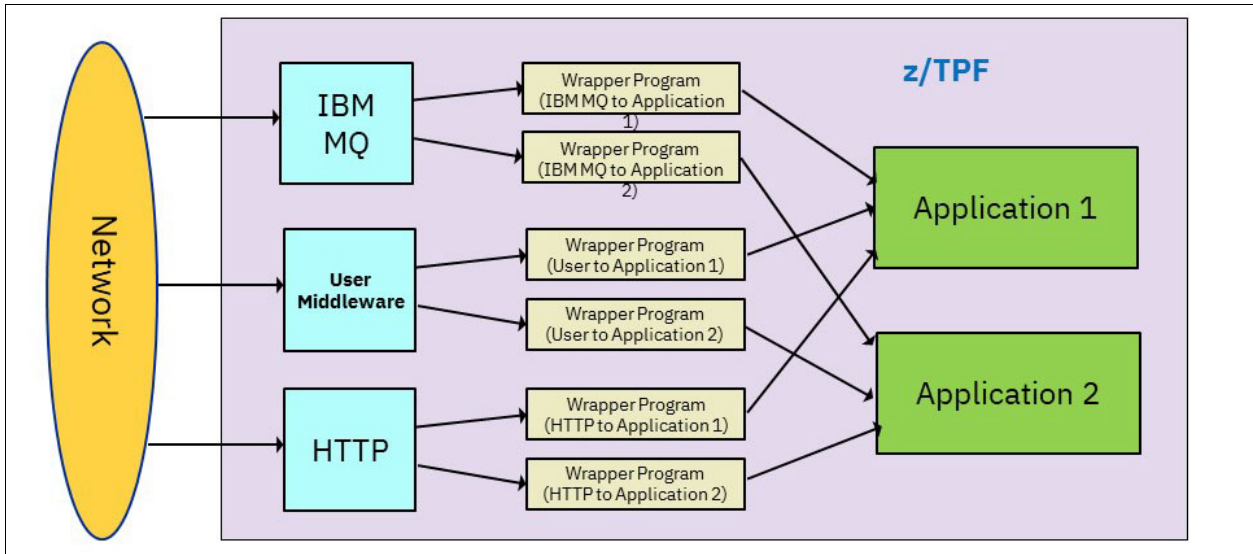 z/TPF
Network
IBM
MQ
Wrapper Program
(IBM MQ to Application
1)
Wrapper Program
(IBM MQ to Application
2)
Application 1
User
Middleware
Wrapper Program
(User to Application 1)
Wrapper Program
(User to Application 2)
Application 2
HTTP
Wrapper Program
(HTTP to Application 1)
Wrapper Program
(HTTP to Application 2)